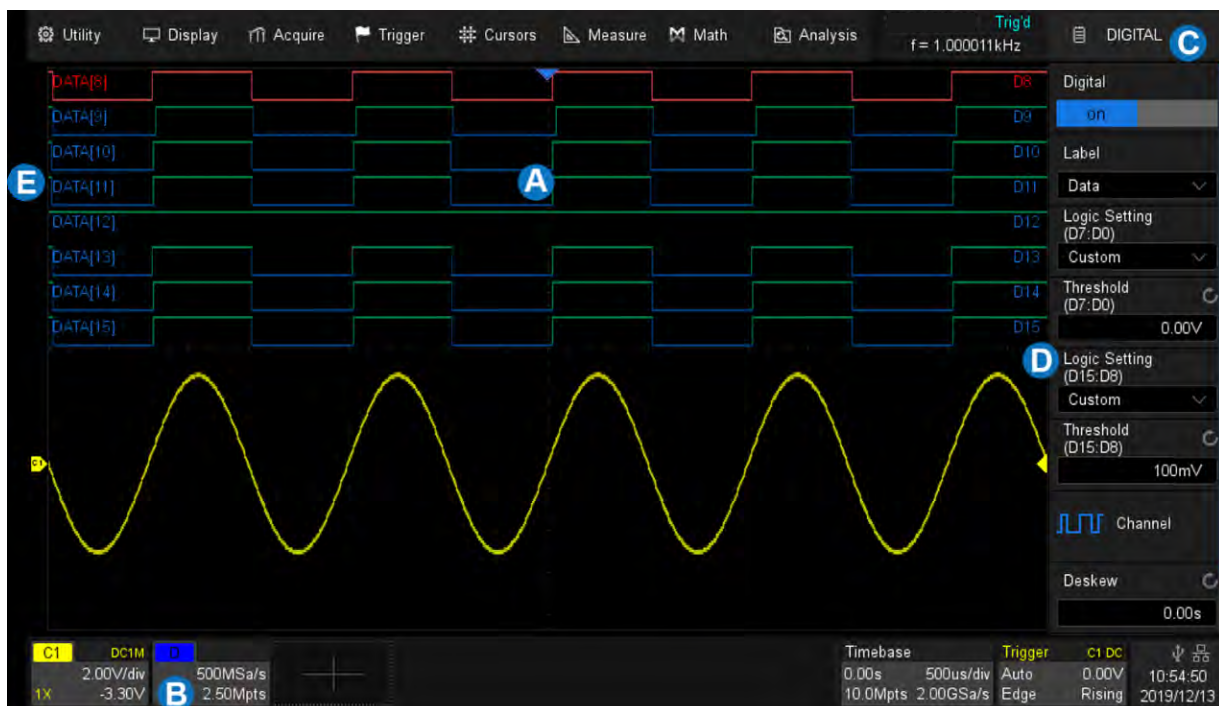 Utility Display Acquire Trigger Cursors Measure Math Analysis
Trig'd
f = 1.000011kHz
DIGITAL
C
DATA[8] D8
DATA[9] D9
DATA[10] D10
DATA[11] D11
DATA[12] D12
DATA[13] D13
DATA[14] D14
DATA[15] D15
E
A
C1
Digital
on
Label
Data
Logic Setting
(D7:D0)
Custom
Threshold
(D7:D0)
0.00V
D
Logic Setting
(D15:D8)
Custom
Threshold
(D15:D8)
100mV
Channel
Deskew
0.00s
C1 DC1M
2.00V/div
1X -3.30V
D
500MSa/s
2.50Mpts
B
Timebase
0.00s 500us/div
10.0Mpts 2.00GSa/s
Trigger C1 DC
Auto 0.00V
Edge Rising
10:54:50
2019/12/13